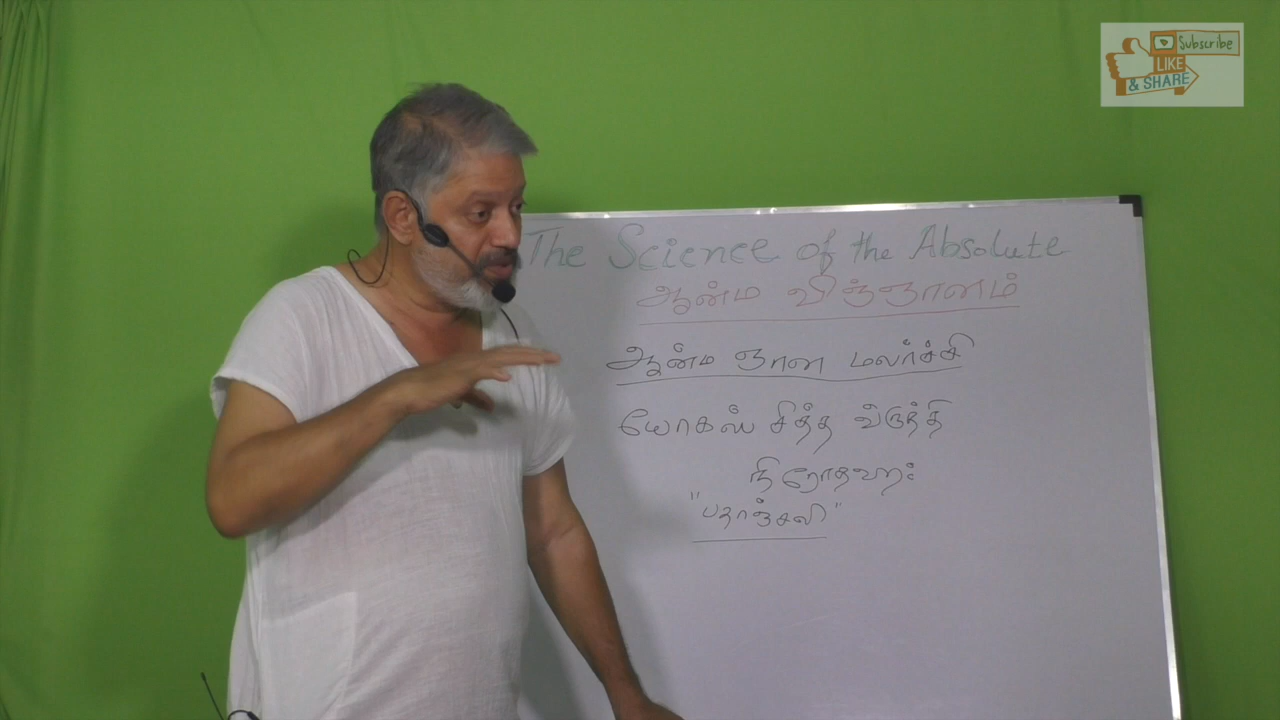 Subscribe
LIKE
& SHARE
The Science of the Absolute
ஆன்ம விஞ்ஞானம்
ஆன்ம ஞான மலர்ச்சி
யோகஸ் சித்த வ்ருத்தி
நிரோதஹ:
"பதாஞ்சலி"